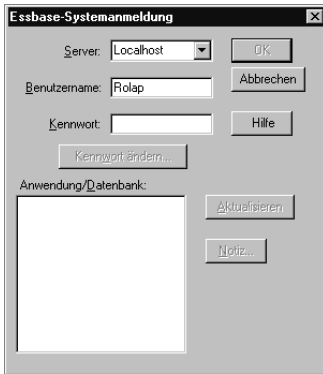 Essbase-Systemanmeldung
Server: Localhost OK
Benutzername: Rolap Abbrechen
Kennwort: Hilfe
Kennwort ändern...
Anwendung/Datenbank:
Aktualisieren
Notiz...